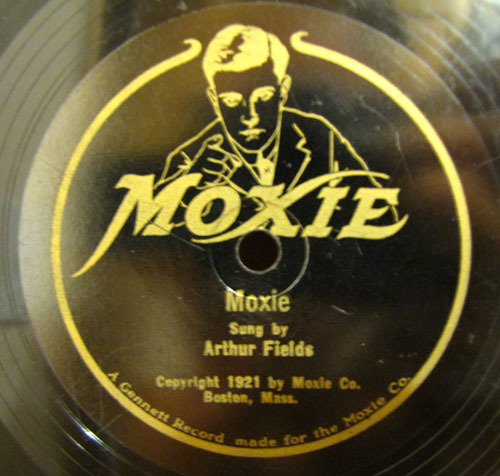 MOXIE
Moxie
Sung by
Arthur Fields
Copyright 1921 by Moxie Co.
Boston, Mass.
A Gennett Record made for the Moxie Co.